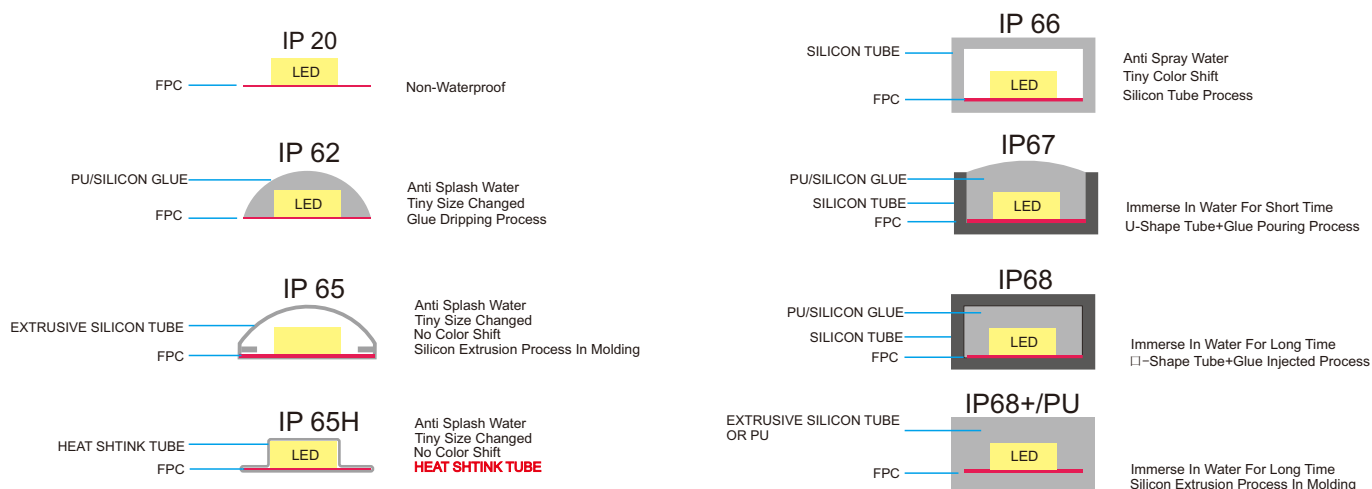 IP 20
LED
FPC
Non-Waterproof
IP 62
PU/SILICON GLUE
LED
FPC
Anti Splash Water
Tiny Size Changed
Glue Dripping Process
IP 65
EXTRUSIVE SILICON TUBE
FPC
Anti Splash Water
Tiny Size Changed
No Color Shift
Silicon Extrusion Process In Molding
IP 65H
HEAT SHTINK TUBE
LED
FPC
Anti Splash Water
Tiny Size Changed
No Color Shift
HEAT SHTINK TUBE
IP 66
SILICON TUBE
LED
FPC
Anti Spray Water
Tiny Color Shift
Silicon Tube Process
IP67
PU/SILICON GLUE
SILICON TUBE
LED
FPC
Immerse In Water For Short Time
U-Shape Tube+Glue Pouring Process
IP68
PU/SILICON GLUE
SILICON TUBE
LED
FPC
Immerse In Water For Long Time
口-Shape Tube+Glue Injected Process
IP68+/PU
EXTRUSIVE SILICON TUBE
OR PU
LED
FPC
Immerse In Water For Long Time
Silicon Extrusion Process In Molding